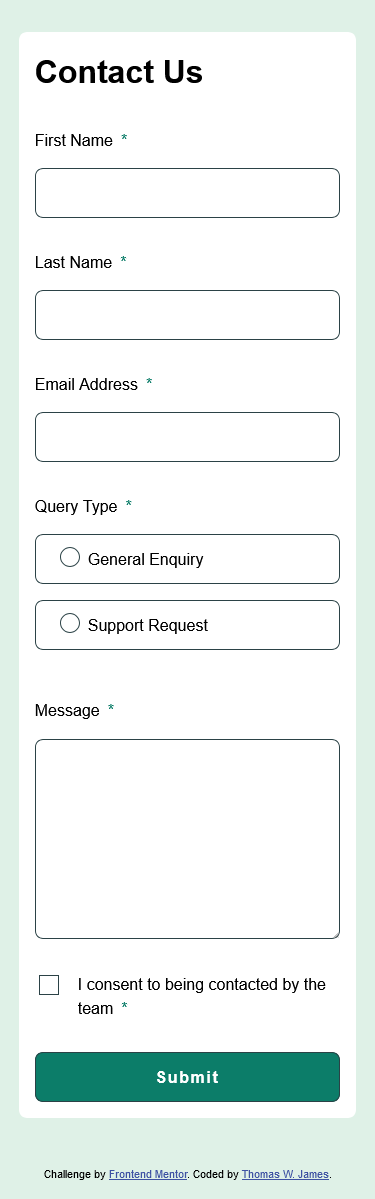 Contact Us
First Name *
Last Name *
Email Address *
Query Type *
General Enquiry
Support Request
Message *
I consent to being contacted by the
team *
Submit
Challenge by Frontend Mentor. Coded by Thomas W. James.